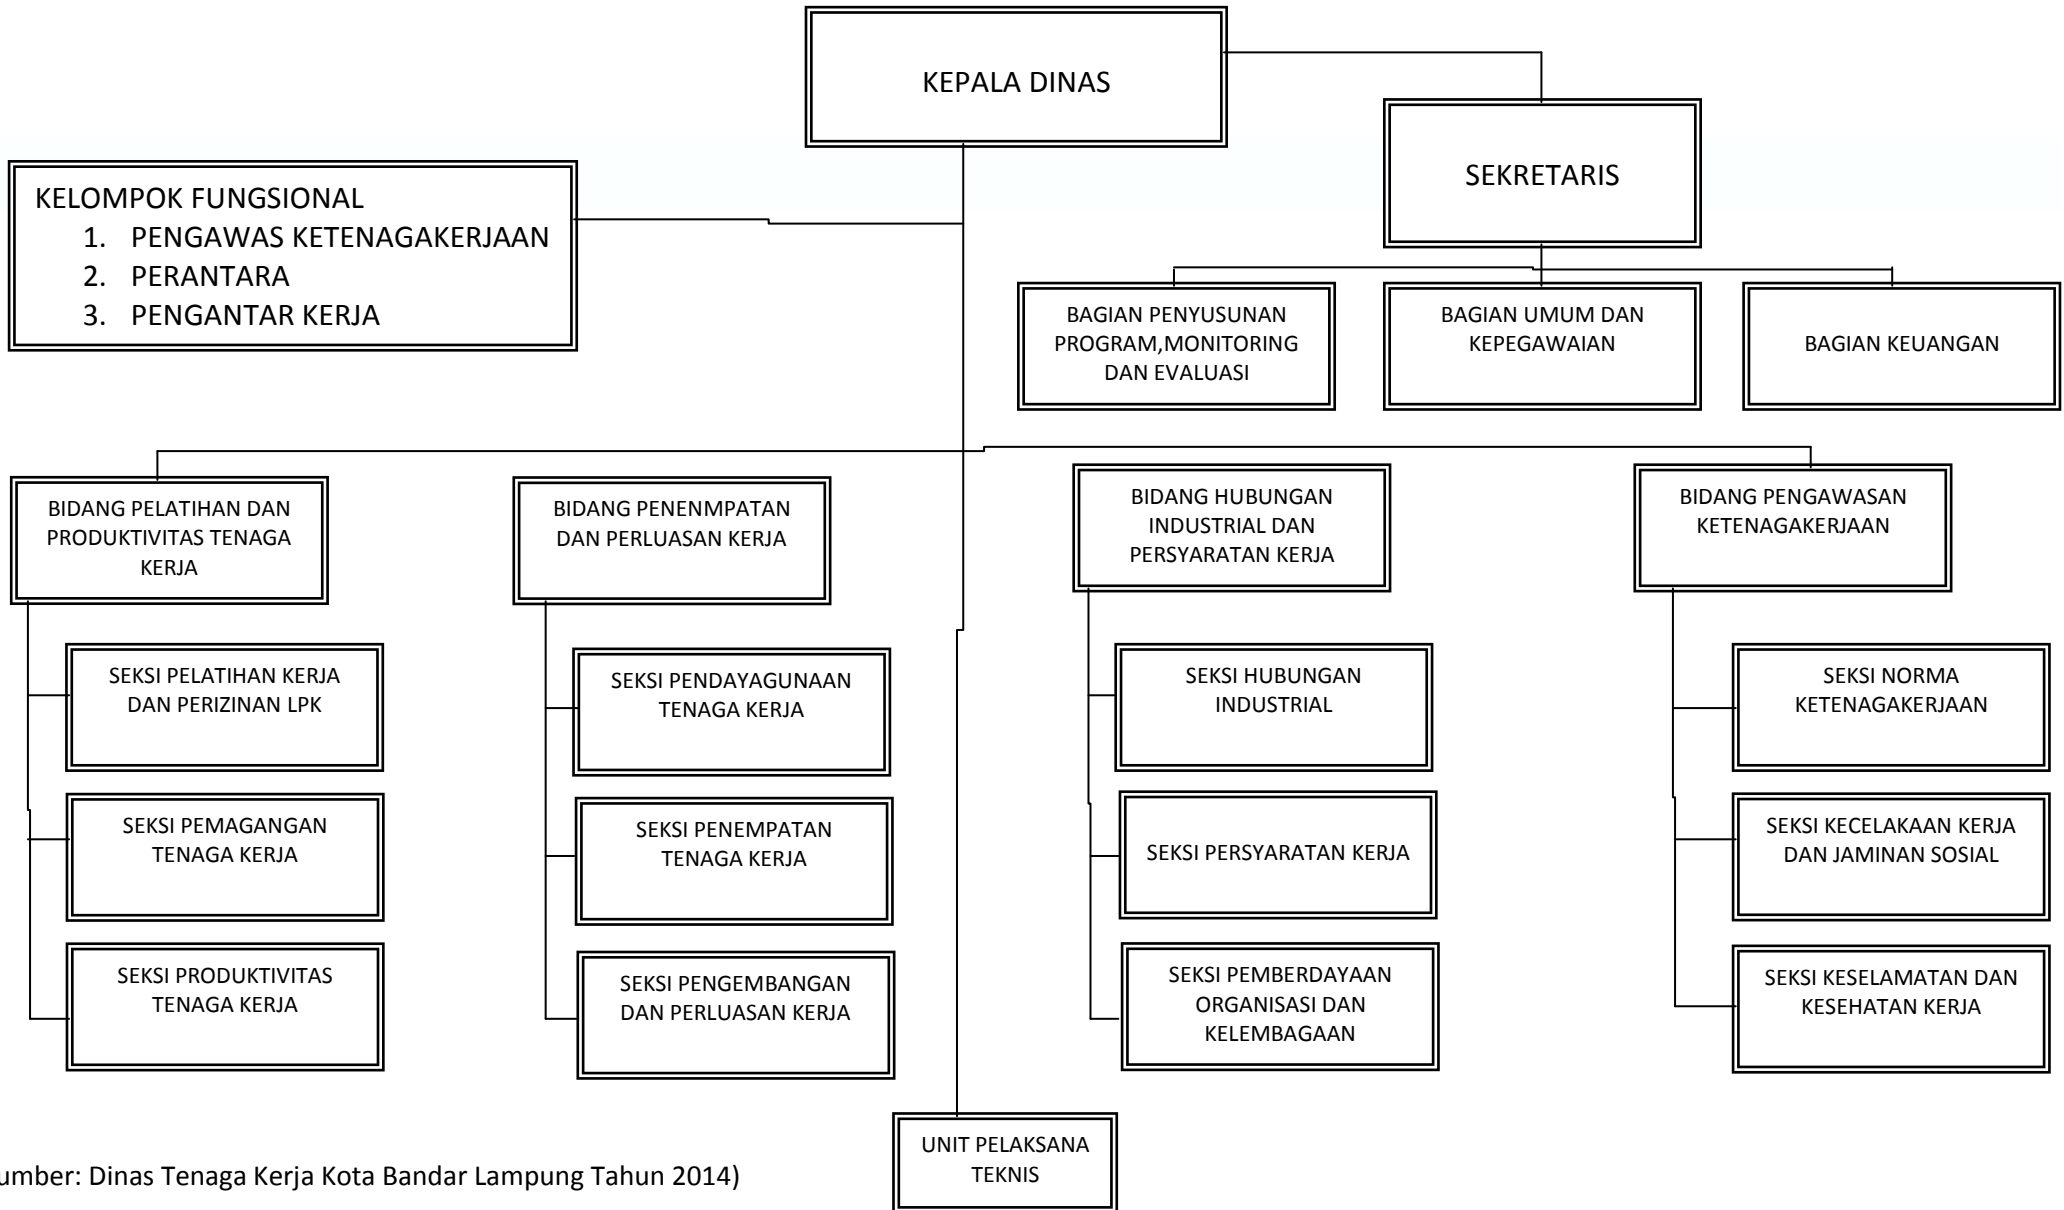 KEPALA DINAS
SEKRETARIS
KELOMPOK FUNGSIONAL
1. PENGAWAS KETENAGAKERJAAN
2. PERANTARA
3. PENGANTAR KERJA
BAGIAN PENYUSUNAN
PROGRAM,MONITORING
DAN EVALUASI
BAGIAN UMUM DAN
KEPEGAWAIAN
BAGIAN KEUANGAN
BIDANG PELATIHAN DAN
PRODUKTIVITAS TENAGA
KERJA
BIDANG PENENMPATAN
DAN PERLUASAN KERJA
BIDANG HUBUNGAN
INDUSTRIAL DAN
PERSYARATAN KERJA
BIDANG PENGAWASAN
KETENAGAKERJAAN
SEKSI PELATIHAN KERJA
DAN PERIZINAN LPK
SEKSI PENDAYAGUNAAN
TENAGA KERJA
SEKSI HUBUNGAN
INDUSTRIAL
SEKSI NORMA
KETENAGAKERJAAN
SEKSI PEMAGANGAN
TENAGA KERJA
SEKSI PENEMPATAN
TENAGA KERJA
SEKSI PERSYARATAN KERJA
SEKSI KECELAKAAN KERJA
DAN JAMINAN SOSIAL
SEKSI PRODUKTIVITAS
TENAGA KERJA
SEKSI PENGEMBANGAN
DAN PERLUASAN KERJA
SEKSI PEMBERDAYAAN
ORGANISASI DAN
KELEMBAGAAN
SEKSI KESELAMATAN DAN
KESEHATAN KERJA
UNIT PELAKSANA
TEKNIS
umber: Dinas Tenaga Kerja Kota Bandar Lampung Tahun 2014)